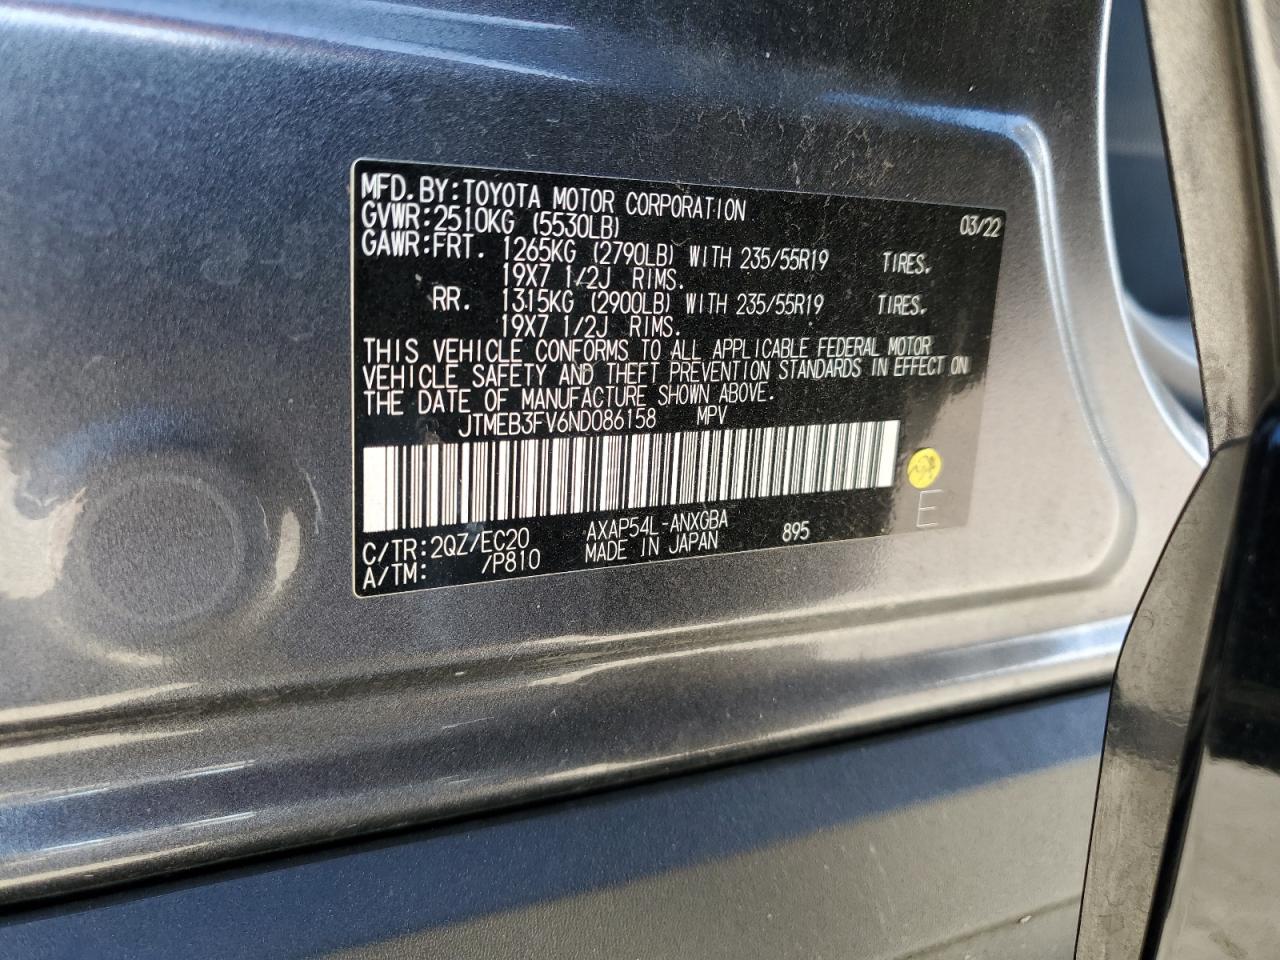 MFD.BY:TOYOTA MOTOR CORPORATION 03/22
GVWR:2510KG (5530LB)
GAWR:FRT. 1265KG (2790LB) WITH 235/55R19 TIRES.
19X7 1/2J RIMS.
RR. 1315KG (2900LB) WITH 235/55R19 TIRES.
19X7 1/2J RIMS.
THIS VEHICLE CONFORMS TO ALL APPLICABLE FEDERAL MOTOR
VEHICLE SAFETY AND THEFT PREVENTION STANDARDS IN EFFECT ON
THE DATE OF MANUFACTURE SHOWN ABOVE.
JTMEB3FV6ND086158 MPV
C/TR:2QZ/EC20 AXAP54L-ANXGBA 895 E
A/TM: /P810 MADE IN JAPAN